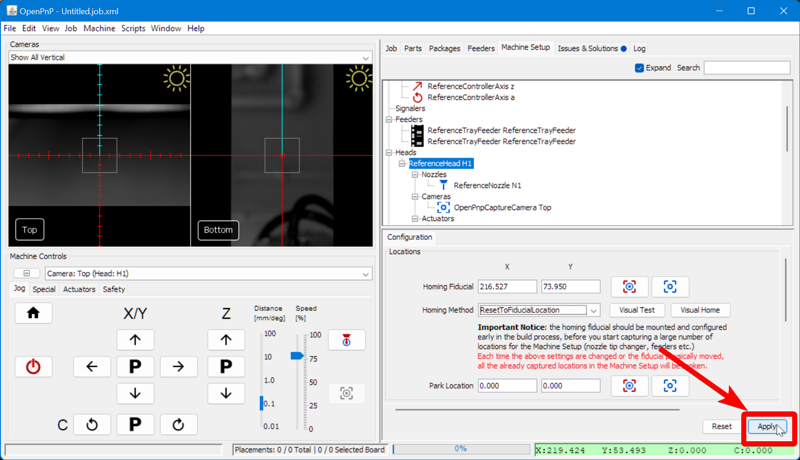 OpenPnP - Untitled.job.xml
File Edit View Job Machine Scripts Window Help
Cameras
Show All Vertical
Top
Bottom
Machine Controls
Camera: Top (Head: H1)
Jog Special Actuators Safety
X/Y Z Distance [mm/deg] Speed [%]
100 100
10 75
1.0 50
0.1 25
0.01 0
P P
C P
Job Parts Packages Feeders Machine Setup Issues & Solutions Log
Expand Search
ReferenceControllerAxis z
ReferenceControllerAxis a
Signalers
Feeders
ReferenceTrayFeeder ReferenceTrayFeeder
ReferenceTrayFeeder ReferenceTrayFeeder
Heads
ReferenceHead H1
Nozzles
ReferenceNozzle N1
Cameras
OpenPnpCaptureCamera Top
Actuators
Configuration
Locations
X Y
Homing Fiducial 216.527 73.950
Homing Method ResetToFiducialLocation Visual Test Visual Home
Important Notice: the homing fiducial should be mounted and configured
early in the build process, before you start capturing a large number of
locations for the Machine Setup (nozzle tip changer, feeders etc.)
Each time the above settings are changed or the fiducial physically moved,
all the already captured locations in the Machine Setup will be broken.
Park Location 0.000 0.000
Reset Apply
Placements: 0 / 0 Total | 0 / 0 Selected Board 0% X:219.424 Y:53.493 Z:0.000 C:0.000